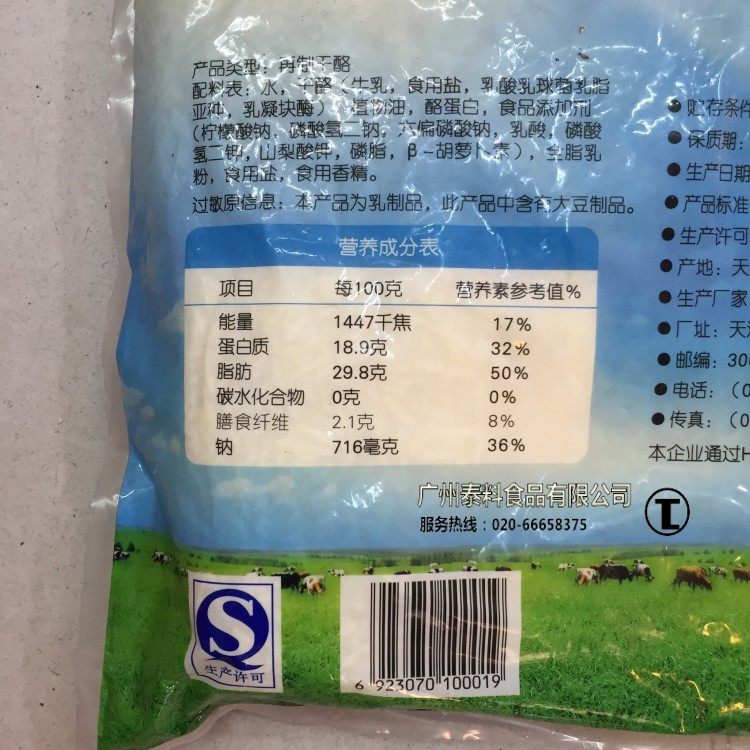 产品类型：再制干酪
配料表：水，干酪（牛乳，食用盐，乳酸乳球菌乳脂
亚种，乳凝块酶），植物油，酪蛋白，食品添加剂
（柠檬酸钠，磷酸氢二钠，六偏磷酸钠，乳酸，磷酸
氢二钾，山梨酸钾，磷脂，β-胡萝卜素），全脂乳
粉，食用盐，食用香精。
过敏原信息：本产品为乳制品，此产品中含有大豆制品。
营养成分表
项目 每100克 营养素参考值%
能量 1447千焦 17%
蛋白质 18.9克 32%
脂肪 29.8克 50%
碳水化合物 0克 0%
膳食纤维 2.1克 8%
钠 716毫克 36%
● 贮存条件
● 保质期：
● 生产日期
● 产品标准
● 生产许可
● 产地：天
● 生产厂家
● 厂址：天
● 邮编：30
● 电话：（0
● 传真：（0
本企业通过H
广州泰料食品有限公司
服务热线：020-66658375
生产许可
6 923070 100019